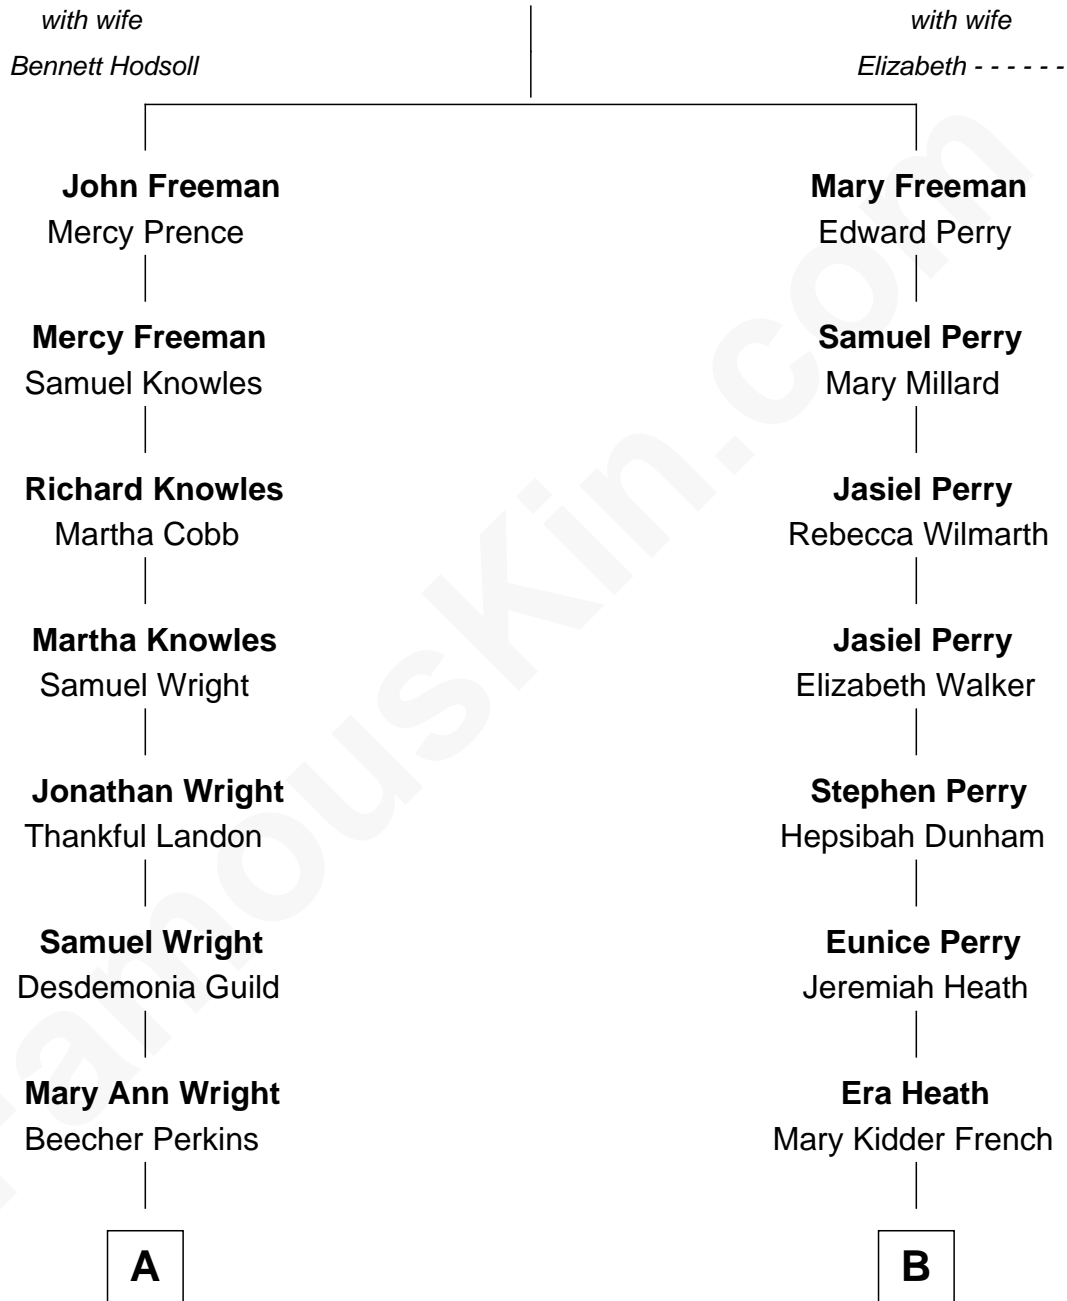 with wife
with wife
Bennett Hodsoll
Elizabeth - - - - - -
John Freeman
Mary Freeman
Mercy Prence
Edward Perry
Mercy Freeman
Samuel Perry
Samuel Knowles
Mary Millard
Richard Knowles
Jasiel Perry
Martha Cobb
Rebecca Wilmarth
Martha Knowles
Jasiel Perry
Samuel Wright
Elizabeth Walker
Jonathan Wright
Stephen Perry
Thankful Landon
Hepsibah Dunham
Samuel Wright
Eunice Perry
Desdemonia Guild
Jeremiah Heath
Mary Ann Wright
Era Heath
Beecher Perkins
Mary Kidder French
A
B
FamousKin.com